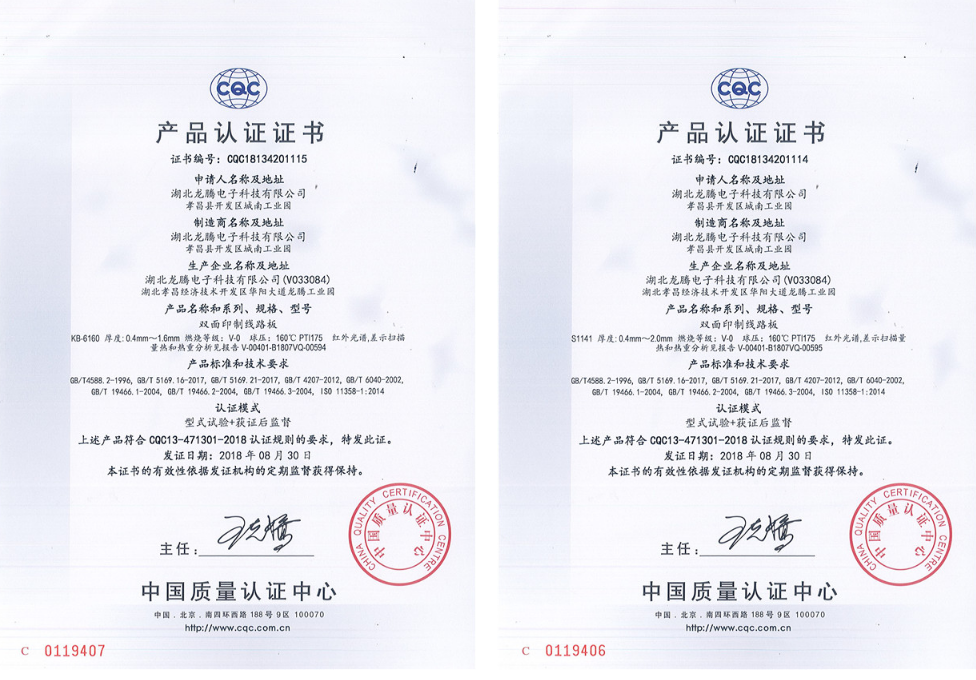 CQC
产品认证证书
证书编号：CQC18134201115
申请人名称及地址
湖北龙腾电子科技有限公司
孝昌县开发区城南工业园
制造商名称及地址
湖北龙腾电子科技有限公司
孝昌县开发区城南工业园
生产企业名称及地址
湖北龙腾电子科技有限公司(V033084)
湖北孝昌经济技术开发区华阳大道龙腾工业园
产品名称和系列、规格、型号
双面印制线路板
KB-6160 厚度:0.4mm～1.6mm 燃烧等级：V-0 球压：160℃ PTI175 红外光谱,差示扫描
量热和热重分析见报告V-00401-B1807VQ-00594
产品标准和技术要求
GB/T4588.2-1996, GB/T 5169.16-2017, GB/T 5169.21-2017, GB/T 4207-2012, GB/T 6040-2002,
GB/T 19466.1-2004, GB/T 19466.2-2004, GB/T 19466.3-2004, ISO 11358-1:2014
认证模式
型式试验+获证后监督
上述产品符合 CQC13-471301-2018 认证规则的要求，特发此证。
发证日期：2018 年 08 月 30 日
本证书的有效性依据发证机构的定期监督获得保持。
主任：
CHINA QUALITY CERTIFICATION CENTRE
中国质量认证中心
中国质量认证中心
中国．北京．南四环西路 188 号 9 区 100070
http://www.cqc.com.cn
C 0119407
CQC
产品认证证书
证书编号：CQC18134201114
申请人名称及地址
湖北龙腾电子科技有限公司
孝昌县开发区城南工业园
制造商名称及地址
湖北龙腾电子科技有限公司
孝昌县开发区城南工业园
生产企业名称及地址
湖北龙腾电子科技有限公司(V033084)
湖北孝昌经济技术开发区华阳大道龙腾工业园
产品名称和系列、规格、型号
双面印制线路板
S1141 厚度:0.4mm～2.0mm 燃烧等级：V-0 球压：160℃ PTI175 红外光谱,差示扫描量
热和热重分析见报告V-00401-B1807VQ-00595
产品标准和技术要求
GB/T4588.2-1996, GB/T 5169.16-2017, GB/T 5169.21-2017, GB/T 4207-2012, GB/T 6040-2002,
GB/T 19466.1-2004, GB/T 19466.2-2004, GB/T 19466.3-2004, ISO 11358-1:2014
认证模式
型式试验+获证后监督
上述产品符合 CQC13-471301-2018 认证规则的要求，特发此证。
发证日期：2018 年 08 月 30 日
本证书的有效性依据发证机构的定期监督获得保持。
主任：
CHINA QUALITY CERTIFICATION CENTRE
中国质量认证中心
中国质量认证中心
中国．北京．南四环西路 188 号 9 区 100070
http://www.cqc.com.cn
C 0119406